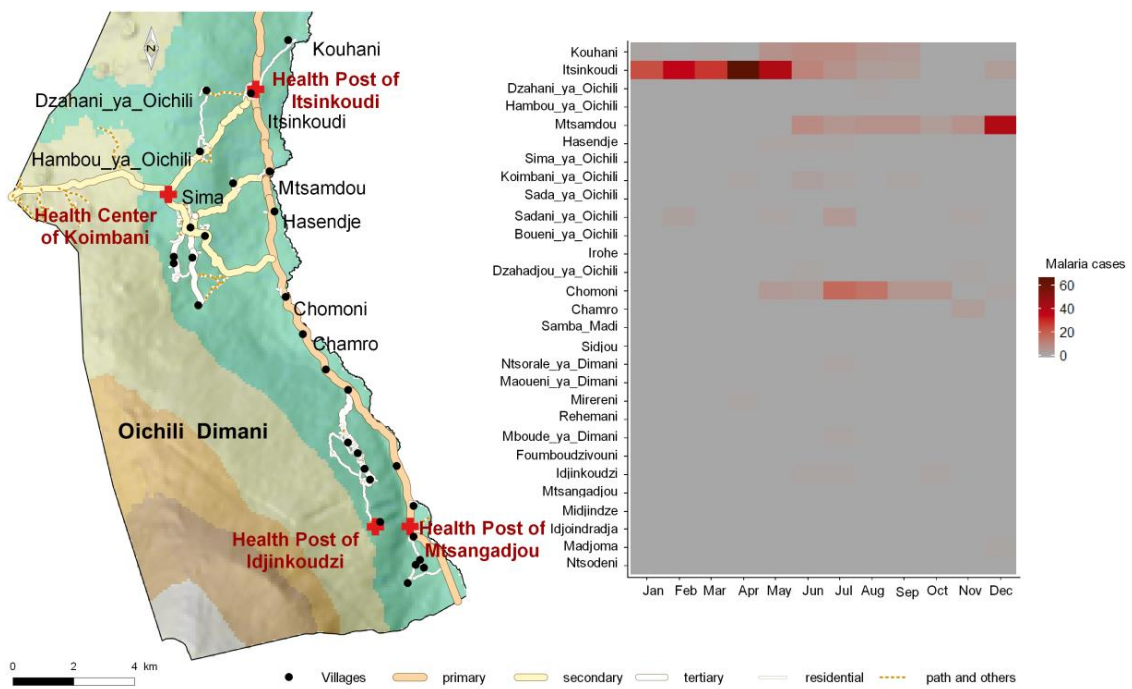 Kouhani
Health Post of
Itsinkoudi
Dzahani_ya_Oichili
Itsinkoudi
Hambou_ya_Oichili
Mtsamdou
Sima
Health Center
of Koimbani
Hasendje
Chomoni
Chamro
Oichili Dimani
Health Post of
Idjinkoudzi
Health Post of
Mtsangadjou
N
0 2 4 km
Villages primary secondary tertiary residential path and others
Kouhani
Itsinkoudi
Dzahani_ya_Oichili
Hambou_ya_Oichili
Mtsamdou
Hasendje
Sima_ya_Oichili
Koimbani_ya_Oichili
Sada_ya_Oichili
Sadani_ya_Oichili
Boueni_ya_Oichili
Irohe
Dzahadjou_ya_Oichili
Chomoni
Chamro
Samba_Madi
Sidjou
Ntsorale_ya_Dimani
Maoueni_ya_Dimani
Mirereni
Rehemani
Mboude_ya_Dimani
Foumboudzivouni
Idjinkoudzi
Mtsangadjou
Midjindze
Idjoindradja
Madjoma
Ntsodeni
Jan Feb Mar Apr May Jun Jul Aug Sep Oct Nov Dec
Malaria cases
60
40
20
0